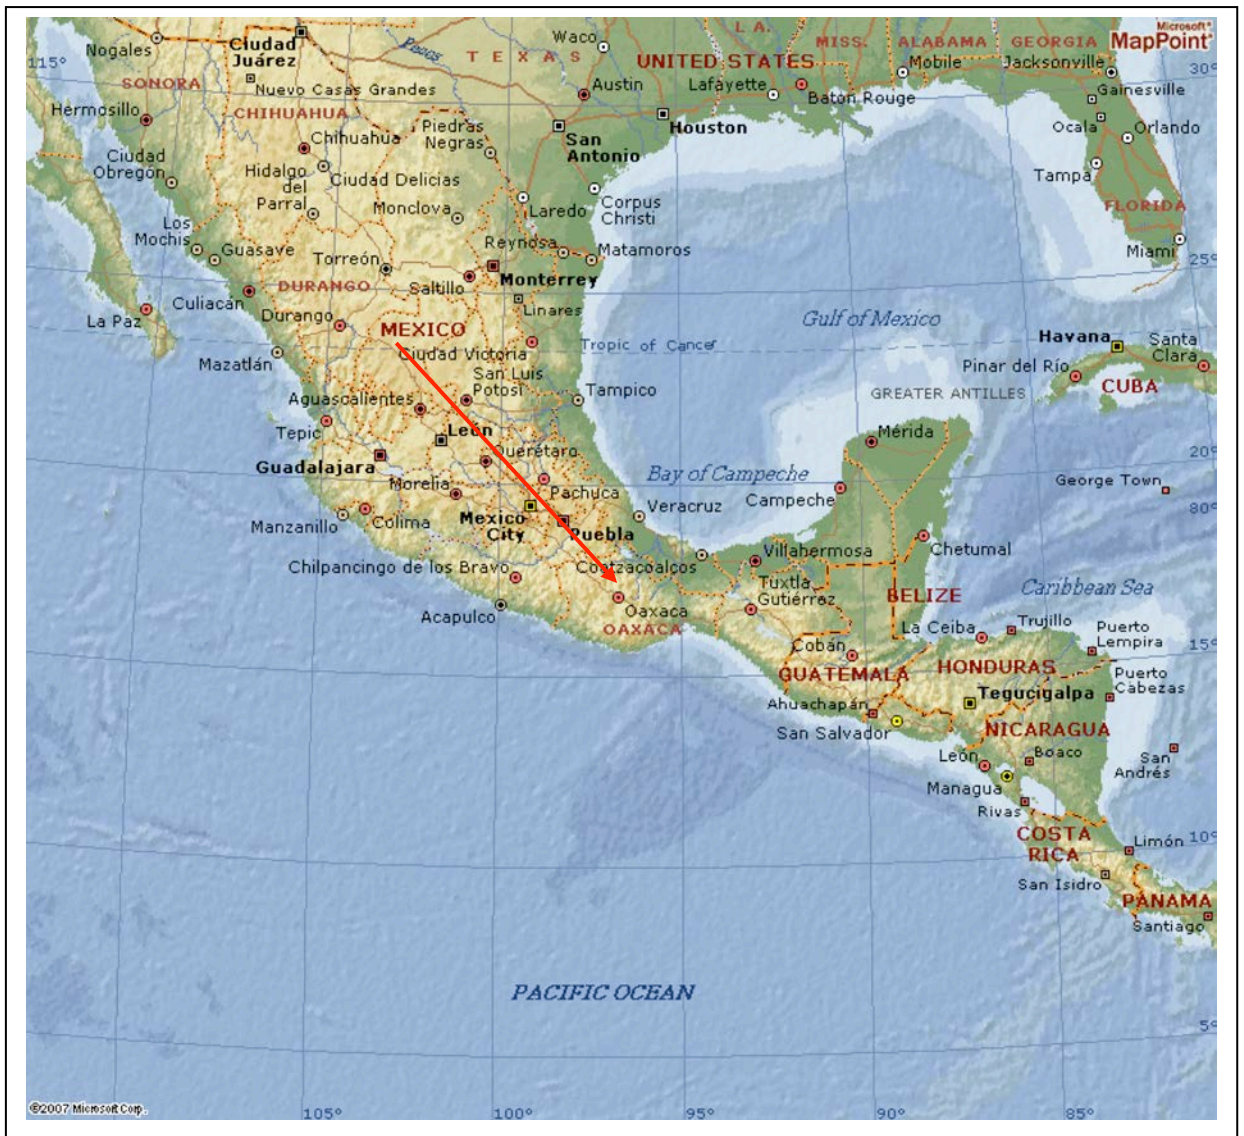 Microsoft®
MapPoint®
Nogales
Ciudad
Juárez
Pecos
TEXAS
Waco
LA.
MISS.
ALABAMA
GEORGIA
UNITED STATES
Mobile
Jacksonville
115°
30°
SONORA
Nuevo Casas Grandes
Austin
Lafayette
Baton Rouge
Gainesville
Hermosillo
CHIHUAHUA
Chihuahua
Piedras
Negras
San
Antonio
Houston
Ocala
Orlando
Ciudad
Obregón
Hidalgo
del
Parral
Ciudad Delicias
Tampa
Monclova
Laredo
Corpus
Christi
FLORIDA
Los
Mochis
Guasave
Torreón
Reynosa
Matamoros
Miami
25°
DURANGO
Saltillo
Monterrey
Culiacán
Linares
La Paz
Durango
MEXICO
Gulf of Mexico
Havana
Santa
Clara
Mazatlán
Ciudad Victoria
Tropic of Cancer
Pinar del Río
San Luis
Potosí
Tampico
CUBA
Aguascalientes
GREATER ANTILLES
Tepic
León
Mérida
Guadalajara
Querétaro
Bay of Campeche
20°
Morelia
Pachuca
Campeche
George Town
Manzanillo
Colima
Mexico
City
Veracruz
80°
Puebla
Chilpancingo de los Bravo
Coatzacoalcos
Villahermosa
Chetumal
Acapulco
Oaxaca
OAXACA
Tuxtla
Gutiérrez
BELIZE
Caribbean Sea
La Ceiba
Trujillo
Puerto
Lempira
15°
Cobán
GUATEMALA
HONDURAS
Puerto
Cabezas
Ahuachapán
Tegucigalpa
San Salvador
NICARAGUA
León
Boaco
San
Andrés
Managua
Rivas
COSTA
RICA
Limón
10°
San Isidro
PANAMA
Santiago
PACIFIC OCEAN
5°
©2007 Microsoft Corp.
105°
100°
95°
90°
85°